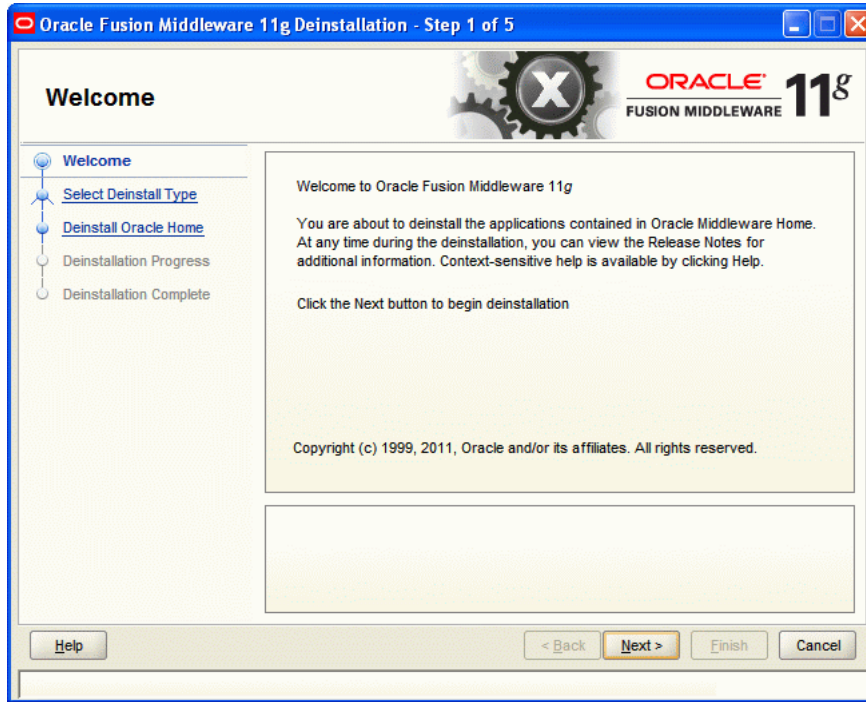 Oracle Fusion Middleware 11g Deinstallation - Step 1 of 5
Welcome
X
ORACLE
FUSION MIDDLEWARE
11g
Welcome
Select Deinstall Type
Deinstall Oracle Home
Deinstallation Progress
Deinstallation Complete
Welcome to Oracle Fusion Middleware 11g
You are about to deinstall the applications contained in Oracle Middleware Home.
At any time during the deinstallation, you can view the Release Notes for
additional information. Context-sensitive help is available by clicking Help.
Click the Next button to begin deinstallation
Copyright (c) 1999, 2011, Oracle and/or its affiliates. All rights reserved.
Help
< Back
Next >
Finish
Cancel